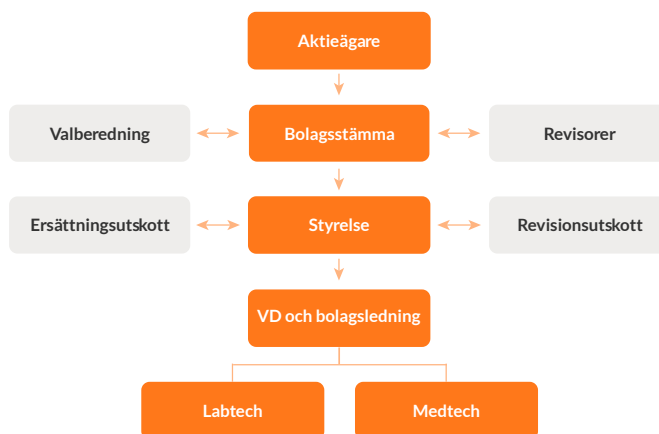 Aktieägare
Valberedning
Bolagsstämma
Revisorer
Ersättningsutskott
Styrelse
Revisionsutskott
VD och bolagsledning
Labtech
Medtech